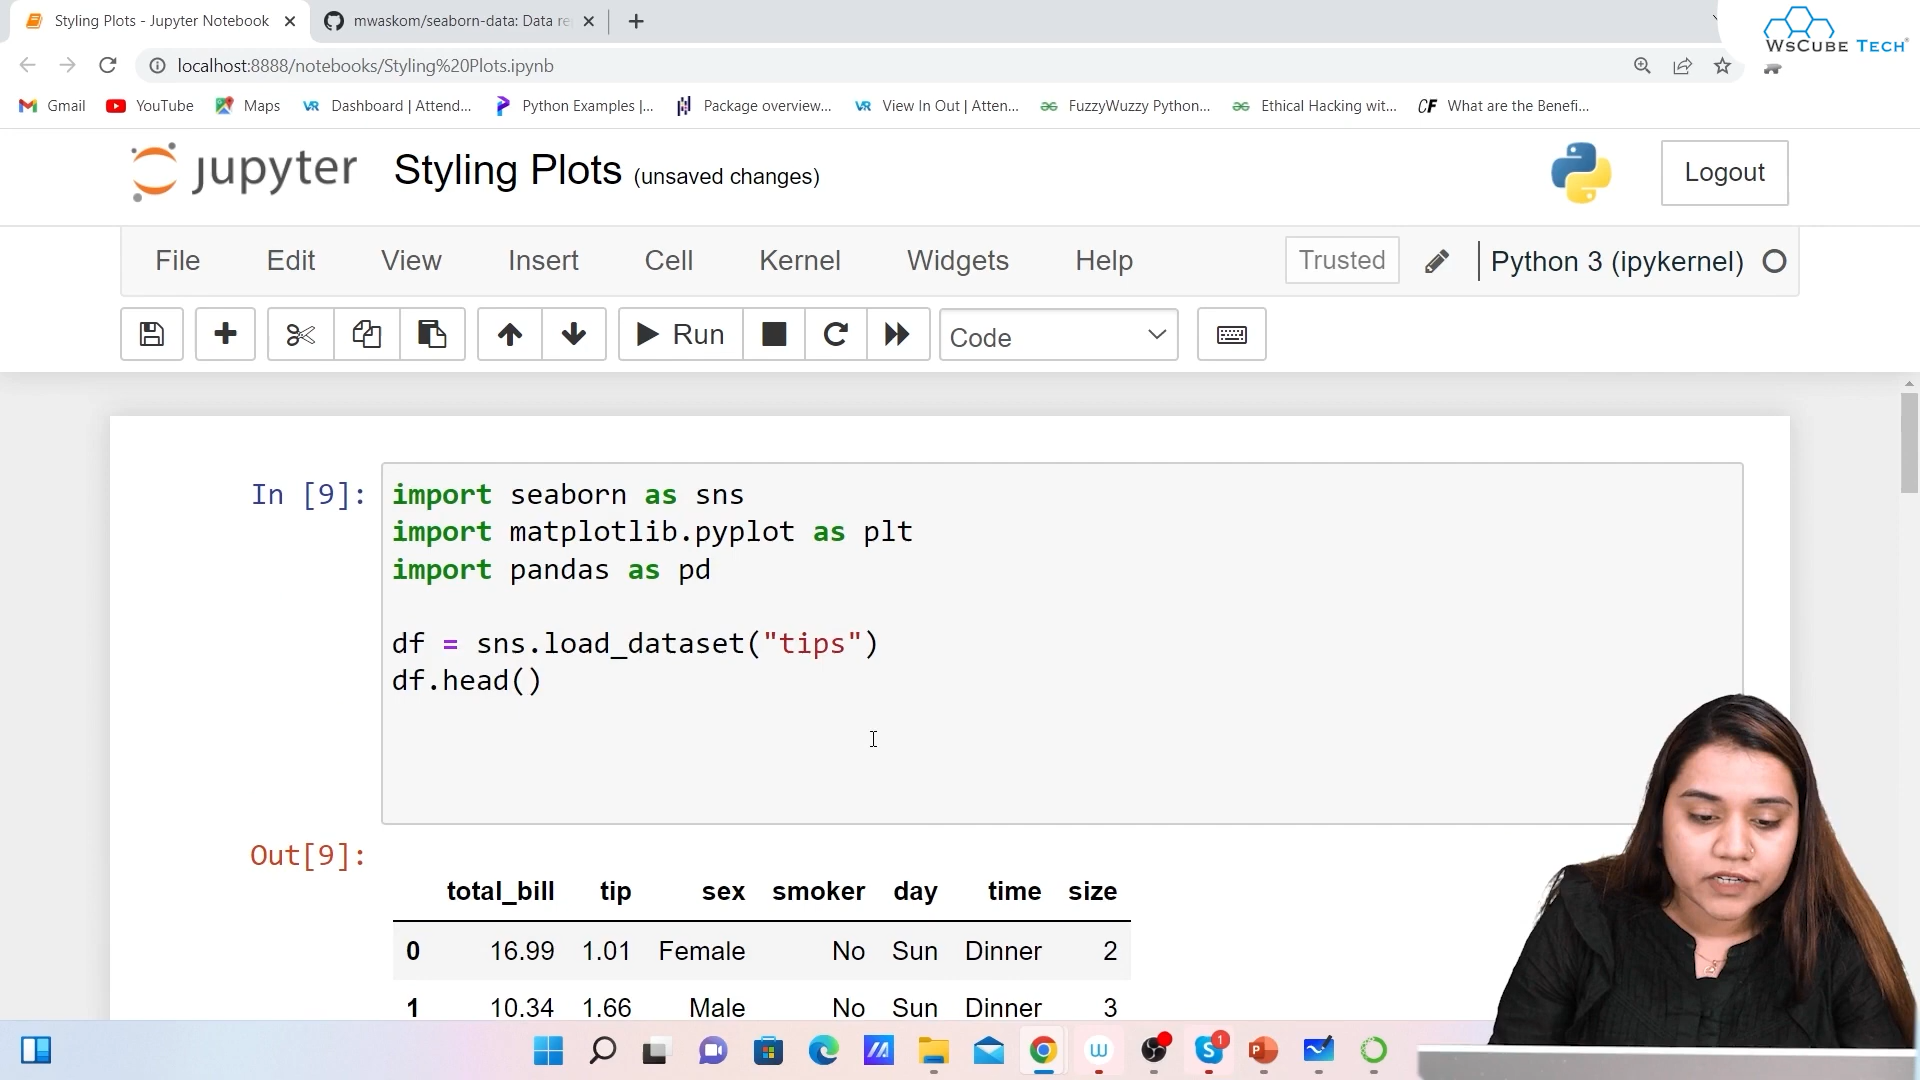 Styling Plots - Jupyter Notebook
mwaskom/seaborn-data: Data re
WsCube Tech
localhost:8888/notebooks/Styling%20Plots.ipynb
Gmail YouTube Maps Dashboard | Attend... Python Examples |... Package overview... View In Out | Atten... FuzzyWuzzy Python... Ethical Hacking wit... What are the Benefi...
jupyter Styling Plots (unsaved changes) Logout
File Edit View Insert Cell Kernel Widgets Help Trusted Python 3 (ipykernel)
Run Code
In [9]: import seaborn as sns
import matplotlib.pyplot as plt
import pandas as pd
df = sns.load_dataset("tips")
df.head()
Out[9]:
total_bill tip sex smoker day time size
0 16.99 1.01 Female No Sun Dinner 2
1 10.34 1.66 Male No Sun Dinner 3